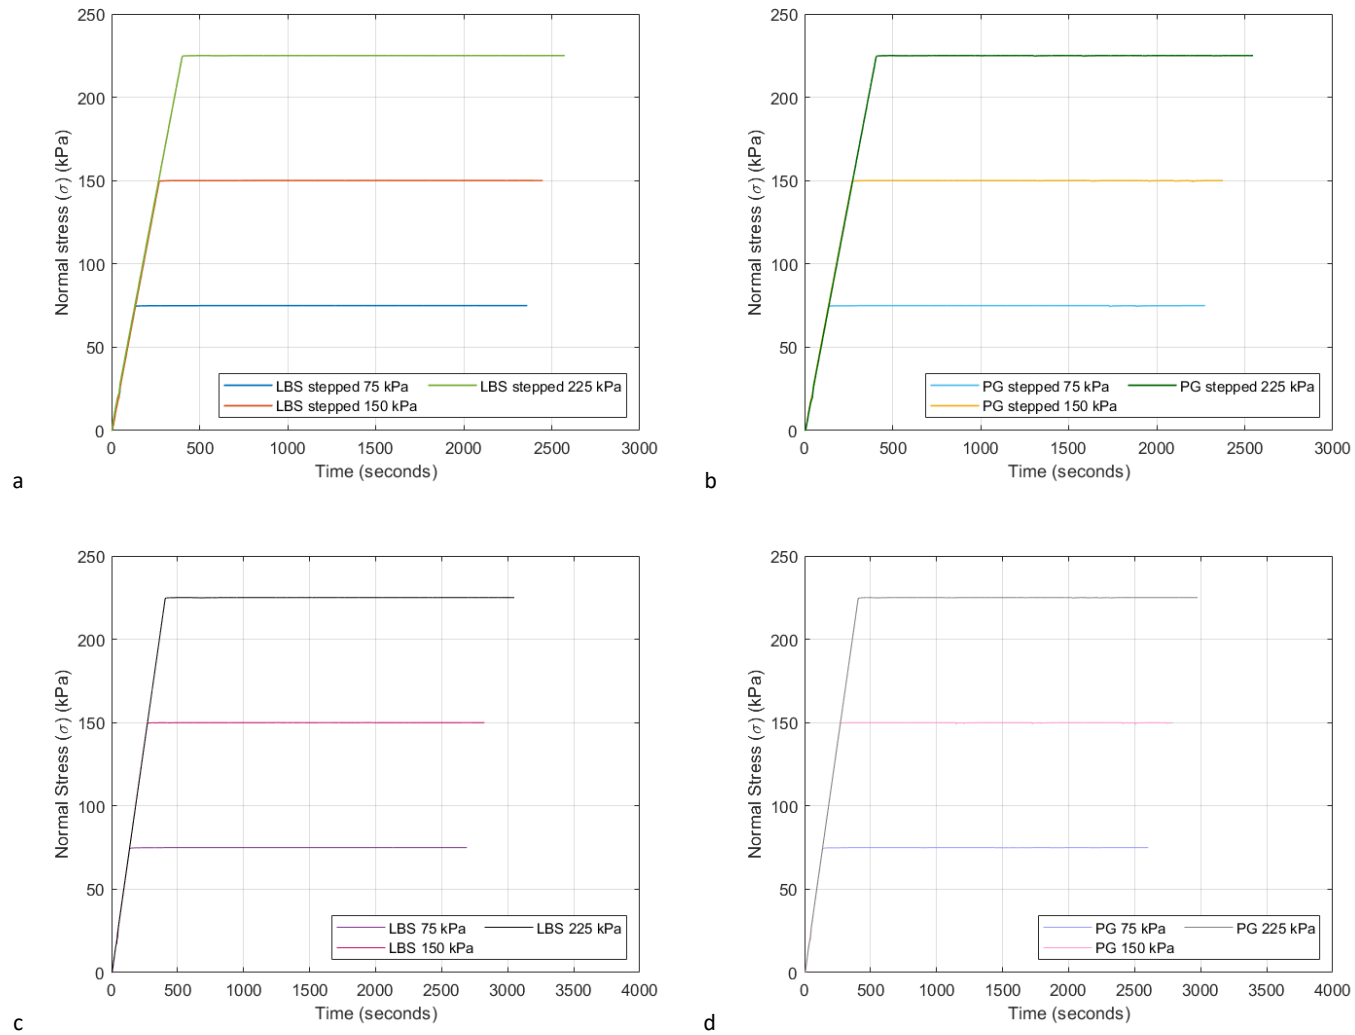 250
200
150
100
50
0
Normal stress (σ) (kPa)
LBS stepped 75 kPa LBS stepped 225 kPa
LBS stepped 150 kPa
0 500 1000 1500 2000 2500 3000
Time (seconds)
a
250
200
150
100
50
0
Normal stress (σ) (kPa)
PG stepped 75 kPa PG stepped 225 kPa
PG stepped 150 kPa
0 500 1000 1500 2000 2500 3000
Time (seconds)
b
250
200
150
100
50
0
Normal Stress (σ) (kPa)
LBS 75 kPa LBS 225 kPa
LBS 150 kPa
0 500 1000 1500 2000 2500 3000 3500 4000
Time (seconds)
c
250
200
150
100
50
0
Normal Stress (σ) (kPa)
PG 75 kPa PG 225 kPa
PG 150 kPa
0 500 1000 1500 2000 2500 3000 3500 4000
Time (seconds)
d